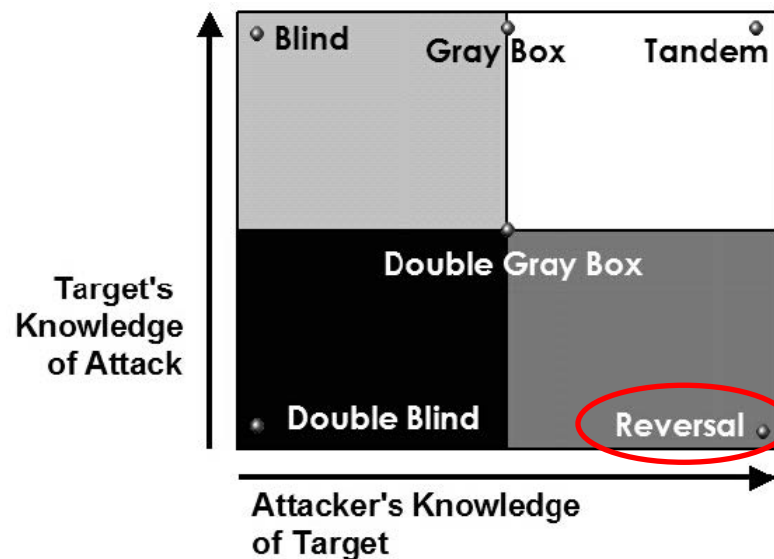 Blind
Gray Box
Tandem
Double Gray Box
Target's
Knowledge
of Attack
Double Blind
Reversal
Attacker's Knowledge
of Target